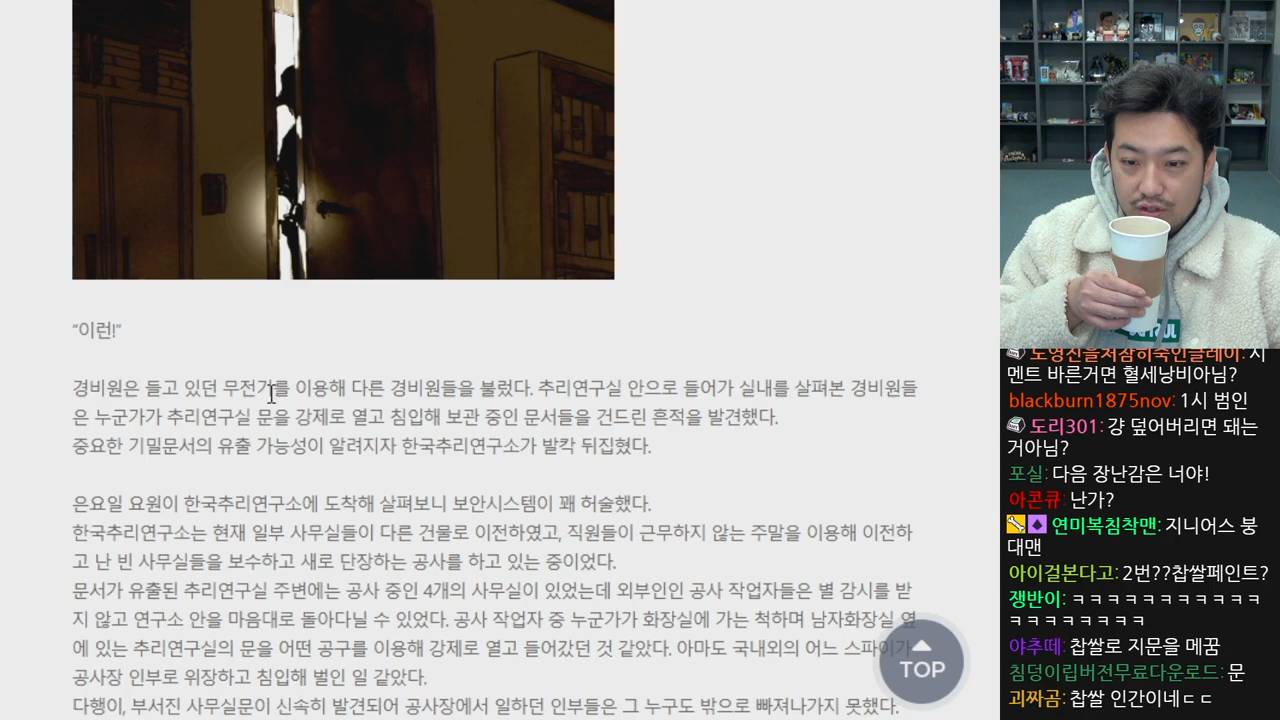 “이런!”
경비원은 들고 있던 무전기를 이용해 다른 경비원들을 불렀다. 추리연구실 안으로 들어가 실내를 살펴본 경비원들
은 누군가가 추리연구실 문을 강제로 열고 침입해 보관 중인 문서들을 건드린 흔적을 발견했다.
중요한 기밀문서의 유출 가능성이 알려지자 한국추리연구소가 발칵 뒤집혔다.
은요일 요원이 한국추리연구소에 도착해 살펴보니 보안시스템이 꽤 허술했다.
한국추리연구소는 현재 일부 사무실들이 다른 건물로 이전하였고, 직원들이 근무하지 않는 주말을 이용해 이전하
고 난 빈 사무실들을 보수하고 새로 단장하는 공사를 하고 있는 중이었다.
문서가 유출된 추리연구실 주변에는 공사 중인 4개의 사무실이 있었는데 외부인인 공사 작업자들은 별 감시를 받
지 않고 연구소 안을 마음대로 돌아다닐 수 있었다. 공사 작업자 중 누군가가 화장실에 가는 척하며 남자화장실 옆
에 있는 추리연구실의 문을 어떤 공구를 이용해 강제로 열고 들어갔던 것 같았다. 아마도 국내외의 어느 스파이가
공사장 인부로 위장하고 침입해 벌인 일 같았다.
다행이, 부서진 사무실문이 신속히 발견되어 공사장에서 일하던 인부들은 그 누구도 밖으로 빠져나가지 못했다.
TOP
도영진을저참히죽인클레이: 시
멘트 바른거면 혈세낭비아님?
blackburn1875nov: 1시 범인
도리301: 걍 덮어버리면 돼는
거아님?
포실: 다음 장난감은 너야!
아콘큐: 난가?
연미복침착맨: 지니어스 붕
대맨
아이걸본다고: 2번??찹쌀페인트?
쟁반이: ㅋㅋㅋㅋㅋㅋㅋㅋㅋㅋㅋ
ㅋㅋㅋㅋㅋㅋㅋㅋ
야추떼: 찹쌀로 지문을 메꿈
침덩이립버전무료다운로드: 문
괴짜곰: 찹쌀 인간이네ㄷㄷ